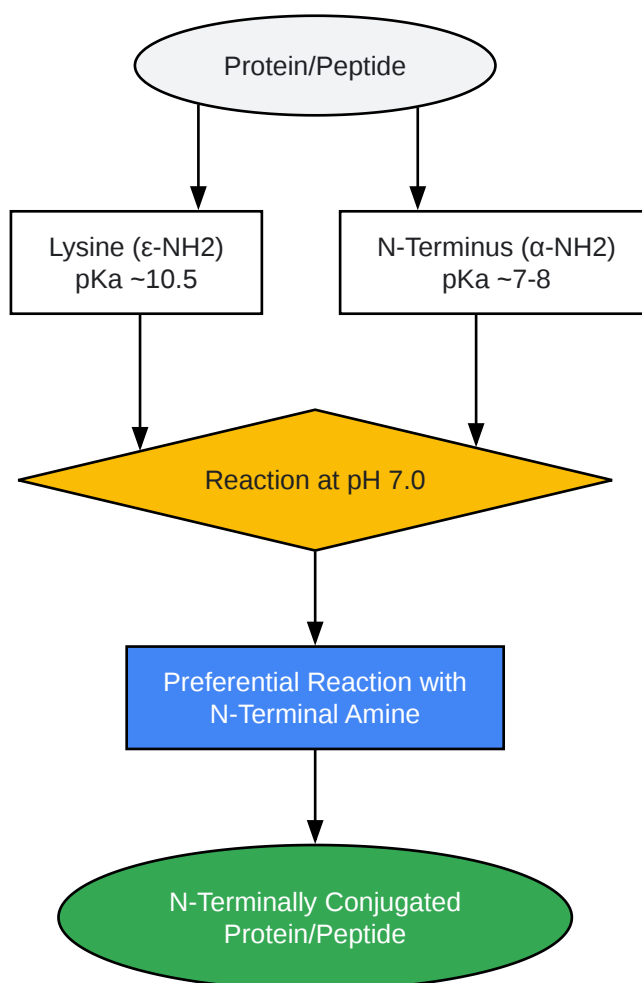 Protein/Peptide
Lysine (ε-NH2)
pKa ~10.5
N-Terminus (α-NH2)
pKa ~7-8
Reaction at pH 7.0
Preferential Reaction with
N-Terminal Amine
N-Terminally Conjugated
Protein/Peptide